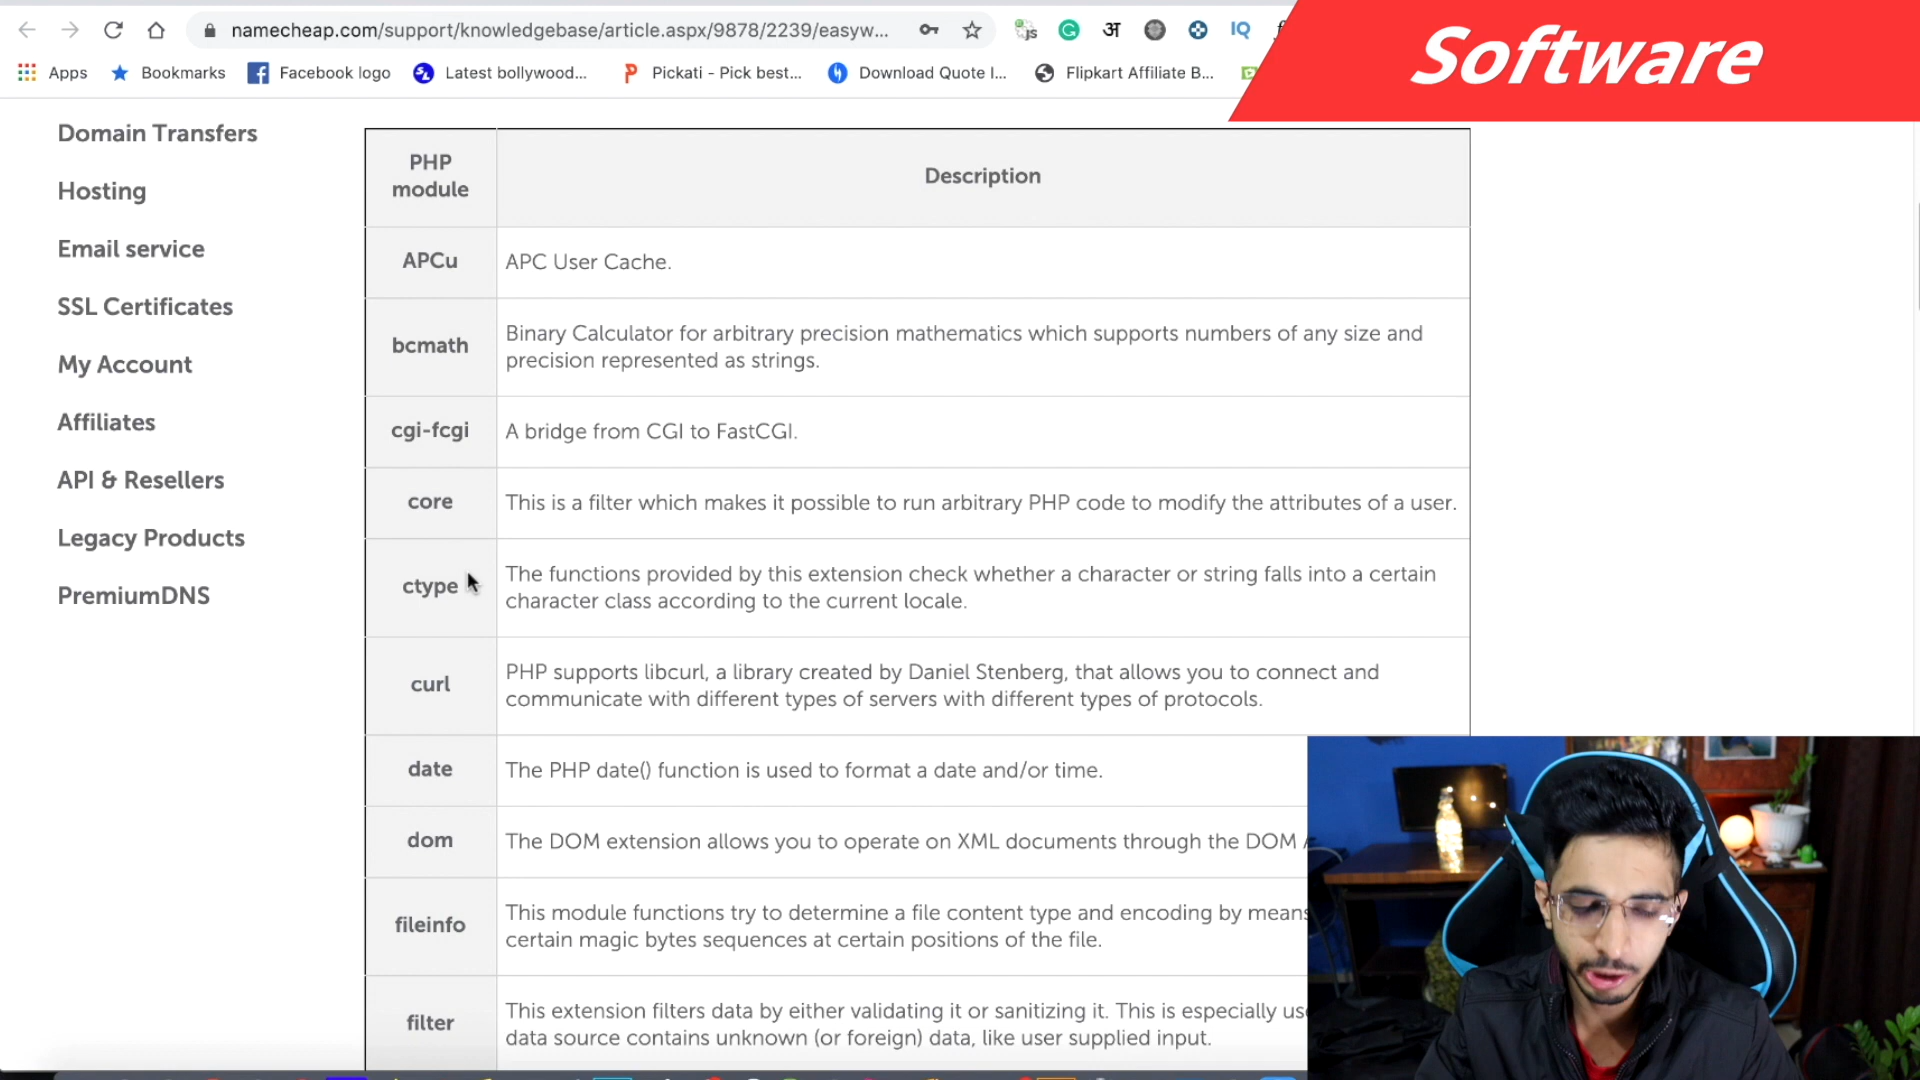 namecheap.com/support/knowledgebase/article.aspx/9878/2239/easyw...
अ
IQ
Software
Apps
Bookmarks
Facebook logo
Latest bollywood...
Pickati - Pick best...
Download Quote I...
Flipkart Affiliate B...
Domain Transfers
Hosting
Email service
SSL Certificates
My Account
Affiliates
API & Resellers
Legacy Products
PremiumDNS
PHP module
Description
APCu
APC User Cache.
bcmath
Binary Calculator for arbitrary precision mathematics which supports numbers of any size and
precision represented as strings.
cgi-fcgi
A bridge from CGI to FastCGI.
core
This is a filter which makes it possible to run arbitrary PHP code to modify the attributes of a user.
ctype
The functions provided by this extension check whether a character or string falls into a certain
character class according to the current locale.
curl
PHP supports libcurl, a library created by Daniel Stenberg, that allows you to connect and
communicate with different types of servers with different types of protocols.
date
The PHP date() function is used to format a date and/or time.
dom
The DOM extension allows you to operate on XML documents through the DOM
fileinfo
This module functions try to determine a file content type and encoding by means
certain magic bytes sequences at certain positions of the file.
filter
This extension filters data by either validating it or sanitizing it. This is especially
data source contains unknown (or foreign) data, like user supplied input.